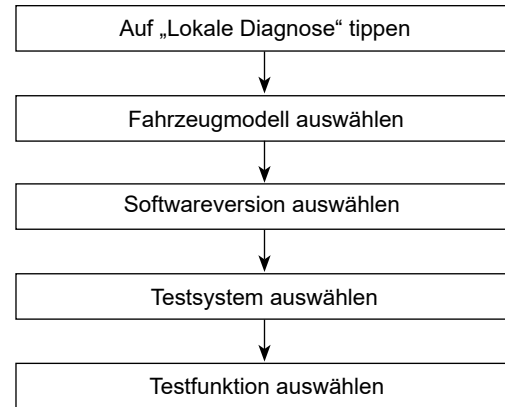 Auf „Lokale Diagnose“ tippen
Fahrzeugmodell auswählen
Softwareversion auswählen
Testsystem auswählen
Testfunktion auswählen